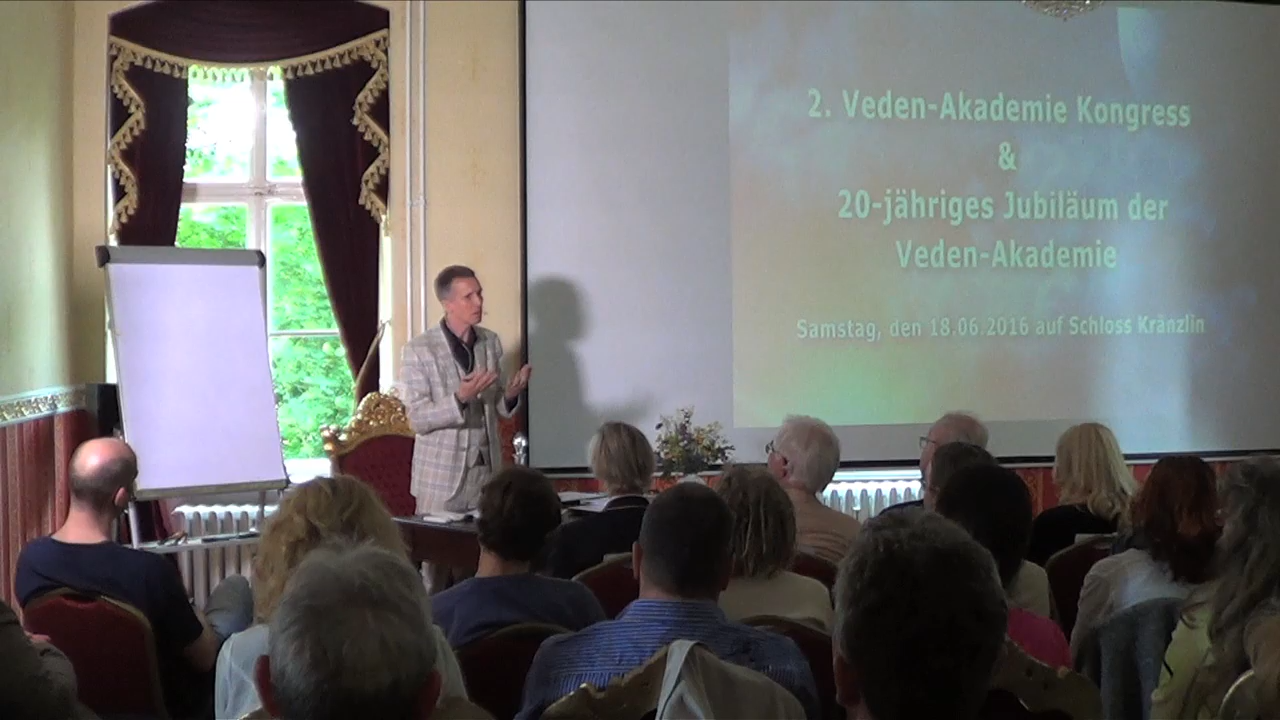 2. Veden-Akademie Kongress
&
20-jähriges Jubiläum der
Veden-Akademie
Samstag, den 18.06.2016 auf Schloss Kränzlin